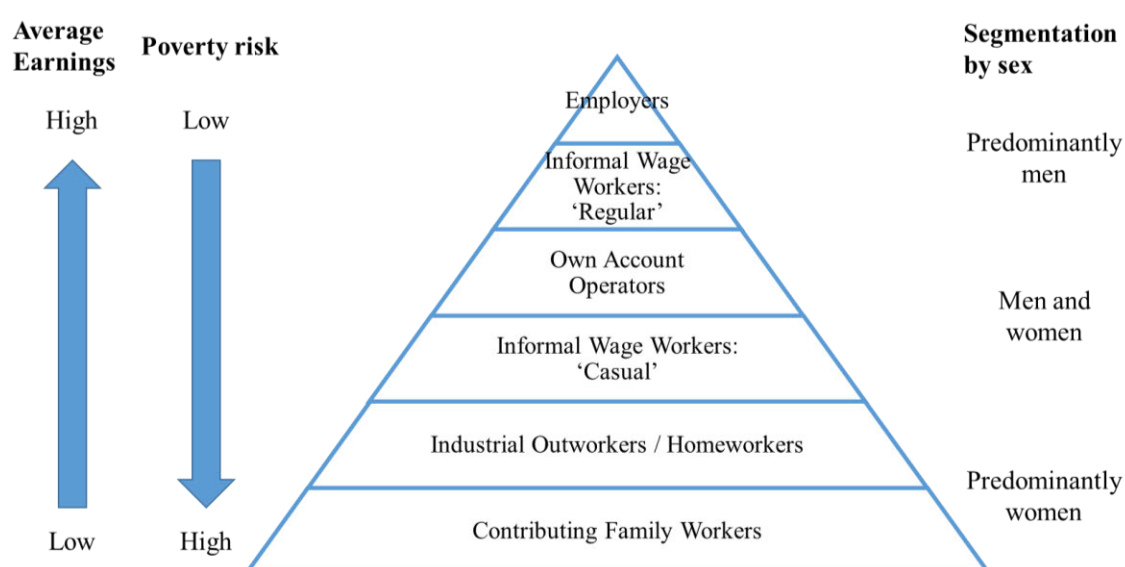 Average
Earnings
Poverty risk
Segmentation
by sex
High
Low
Employers
Predominantly
men
Informal Wage
Workers:
‘Regular’
Own Account
Operators
Men and
women
Informal Wage Workers:
‘Casual’
Industrial Outworkers / Homeworkers
Predominantly
women
Contributing Family Workers
Low
High